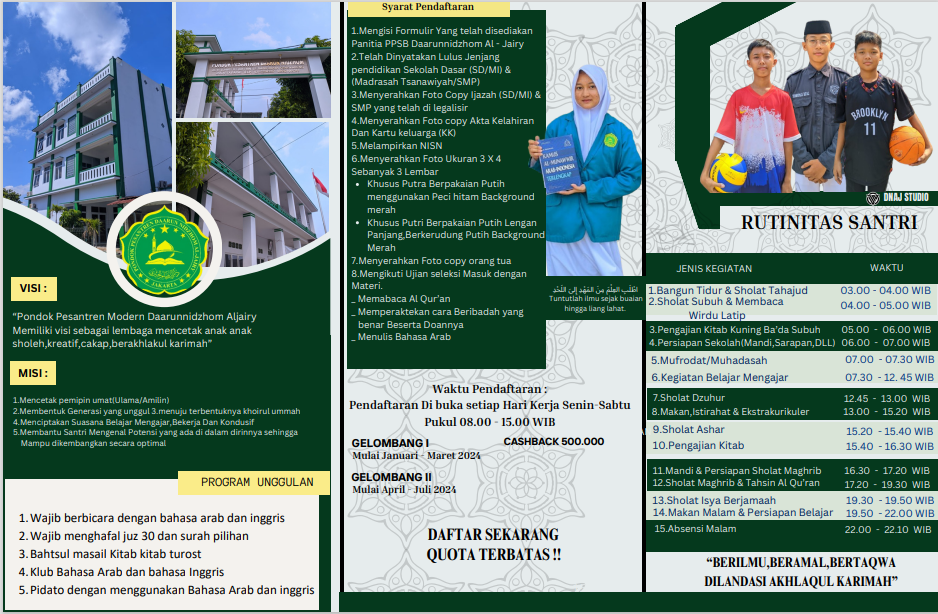 PONDOK PESANTREN DAARUN NIDZHOM AL-JAIRY
JAKARTA
VISI :
“Pondok Pesantren Modern Daarunnidzhom Aljairy
Memiliki visi sebagai lembaga mencetak anak anak
sholeh,kreatif,cakap,berakhlakul karimah”
MISI :
1.Mencetak pemipin umat(Ulama/Amilin)
2.Membentuk Generasi yang unggul 3.menuju terbentuknya khoirul ummah
4.Menciptakan Suasana Belajar Mengajar,Bekerja Dan Kondusif
5.Membantu Santri Mengenal Potensi yang ada di dalam dirinnya sehingga
Mampu dikembangkan secara optimal
PROGRAM UNGGULAN
1. Wajib berbicara dengan bahasa arab dan inggris
2. Wajib menghafal juz 30 dan surah pilihan
3. Bahtsul masail Kitab kitab turost
4. Klub Bahasa Arab dan bahasa Inggris
5. Pidato dengan menggunakan Bahasa Arab dan inggris
Syarat Pendaftaran
1.Mengisi Formulir Yang telah disediakan
Panitia PPSB Daarunnidzhom Al - Jairy
2.Telah Dinyatakan Lulus Jenjang
pendidikan Sekolah Dasar (SD/MI) &
(Madrasah Tsanawiyah/SMP)
3.Menyerahkan Foto Copy Ijazah (SD/MI) &
SMP yang telah di legalisir
4.Menyerahkan Foto copy Akta Kelahiran
Dan Kartu keluarga (KK)
5.Melampirkan NISN
6.Menyerahkan Foto Ukuran 3 X 4
Sebanyak 3 Lembar
• Khusus Putra Berpakaian Putih
menggunakan Peci hitam Background
merah
• Khusus Putri Berpakaian Putih Lengan
Panjang,Berkerudung Putih Background
Merah
7.Menyerahkan Foto copy orang tua
8.Mengikuti Ujian seleksi Masuk dengan
Materi.
_ Memabaca Al Qur’an
_ Memperaktekan cara Beribadah yang
benar Beserta Doannya
_ Menulis Bahasa Arab
KAMUS
AL-MUNAWWIR
ARAB-INDONESIA
TERLENGKAP
اُطْلُبِ الْعِلْمَ مِنَ الْمَهْدِ إِلىَ اللَّحْدِ
Tuntutlah ilmu sejak buaian
hingga liang lahat.
Waktu Pendaftaran :
Pendaftaran Di buka setiap Hari Kerja Senin-Sabtu
Pukul 08.00 - 15.00 WIB
GELOMBANG I CASHBACK 500.000
Mulai Januari - Maret 2024
GELOMBANG II
Mulai April - Juli 2024
DAFTAR SEKARANG
QUOTA TERBATAS !!
BROOKLYN
11
DNAJ STUDIO
RUTINITAS SANTRI
JENIS KEGIATAN WAKTU
1.Bangun Tidur & Sholat Tahajud 03.00 - 04.00 WIB
2.Sholat Subuh & Membaca 04.00 - 05.00 WIB
Wirdu Latip
3.Pengajian Kitab Kuning Ba’da Subuh 05.00 - 06.00 WIB
4.Persiapan Sekolah(Mandi,Sarapan,DLL) 06.00 - 07.00 WIB
5.Mufrodat/Muhadasah 07.00 - 07.30 WIB
6.Kegiatan Belajar Mengajar 07.30 - 12. 45 WIB
7.Sholat Dzuhur 12.45 - 13.00 WIB
8.Makan,Istirahat & Ekstrakurikuler 13.00 - 15.20 WIB
9.Sholat Ashar 15.20 - 15.40 WIB
10.Pengajian Kitab 15.40 - 16.30 WIB
11.Mandi & Persiapan Sholat Maghrib 16.30 - 17.20 WIB
12.Sholat Maghrib & Tahsin Al Qu’ran 17.20 - 19.30 WIB
13.Sholat Isya Berjamaah 19.30 - 19.50 WIB
14.Makan Malam & Persiapan Belajar 19.50 - 22.00 WIB
15.Absensi Malam 22.00 - 22.10 WIB
“BERILMU,BERAMAL,BERTAQWA
DILANDASI AKHLAQUL KARIMAH”